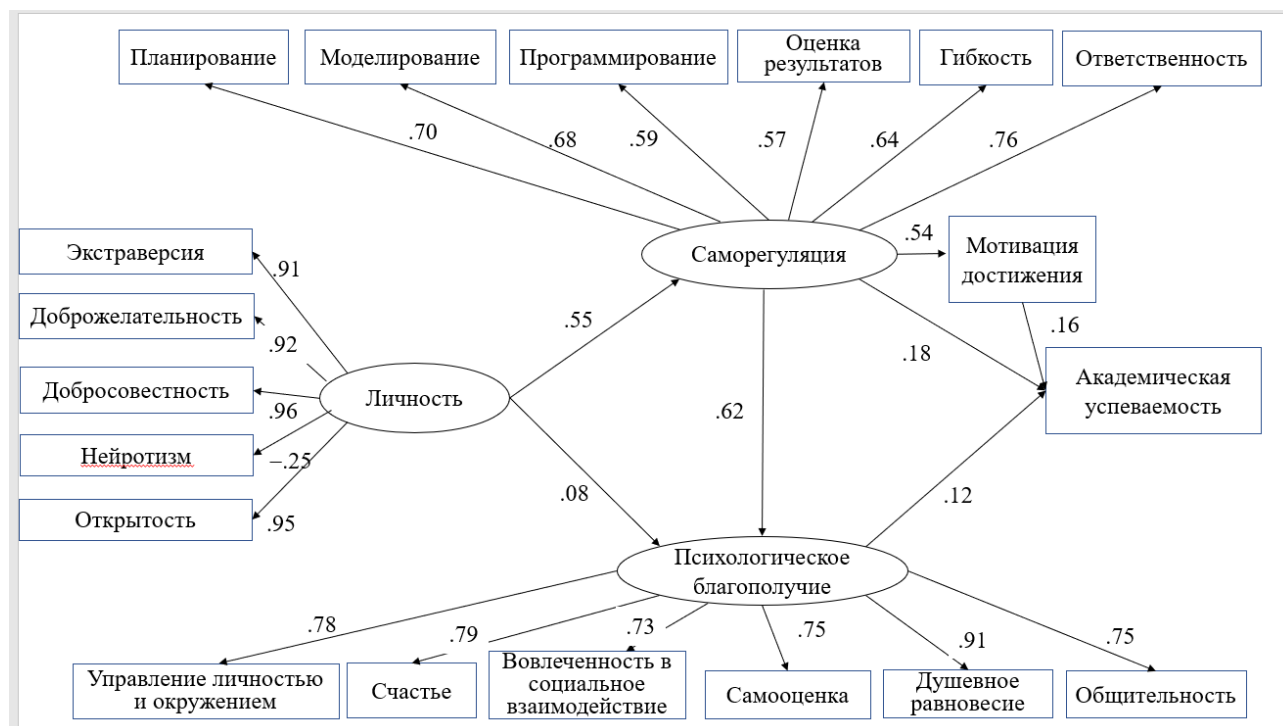 Планирование
Моделирование
Программирование
Оценка
результатов
Гибкость
Ответственность
.70
.68
.59
.57
.64
.76
Экстраверсия
.91
Доброжелательность
.92
Добросовестность
.96
Нейротизм
–.25
Открытость
.95
Личность
.55
.08
Саморегуляция
.54
Мотивация
достижения
.16
.18
Академическая
успеваемость
.62
.12
Психологическое
благополучие
.78
.79
.73
.75
.91
.75
Управление личностью
и окружением
Счастье
Вовлеченность в
социальное
взаимодействие
Самооценка
Душевное
равновесие
Общительность